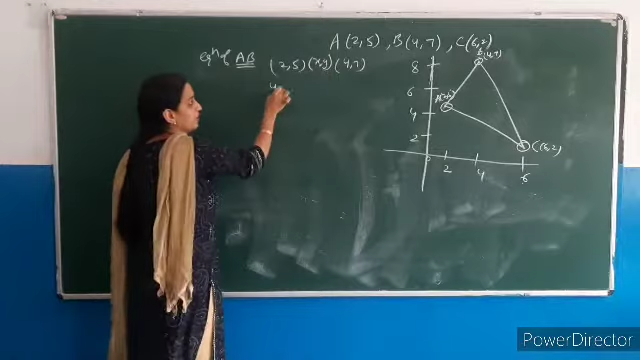 A(2,5), B(4,7), C(6,2)
Eqn of AB (2,5)(x,y)(4,7)
y
B(4,7)
8
6
A(2,5)
4
2
C(6,2)
2 4 6
PowerDirector